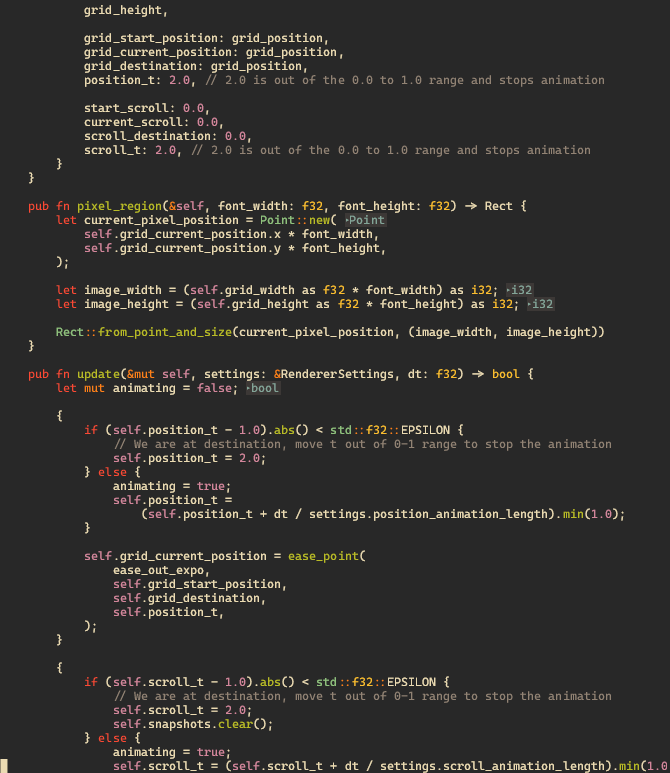 grid_height,
grid_start_position: grid_position,
grid_current_position: grid_position,
grid_destination: grid_position,
position_t: 2.0, // 2.0 is out of the 0.0 to 1.0 range and stops animation
start_scroll: 0.0,
current_scroll: 0.0,
scroll_destination: 0.0,
scroll_t: 2.0, // 2.0 is out of the 0.0 to 1.0 range and stops animation
}
}
pub fn pixel_region(&self, font_width: f32, font_height: f32) -> Rect {
let current_pixel_position = Point::new( ‣Point
self.grid_current_position.x * font_width,
self.grid_current_position.y * font_height,
);
let image_width = (self.grid_width as f32 * font_width) as i32; ‣i32
let image_height = (self.grid_height as f32 * font_height) as i32; ‣i32
Rect::from_point_and_size(current_pixel_position, (image_width, image_height))
}
pub fn update(&mut self, settings: &RendererSettings, dt: f32) -> bool {
let mut animating = false; ‣bool
{
if (self.position_t - 1.0).abs() < std::f32::EPSILON {
// We are at destination, move t out of 0-1 range to stop the animation
self.position_t = 2.0;
} else {
animating = true;
self.position_t =
(self.position_t + dt / settings.position_animation_length).min(1.0);
}
self.grid_current_position = ease_point(
ease_out_expo,
self.grid_start_position,
self.grid_destination,
self.position_t,
);
}
{
if (self.scroll_t - 1.0).abs() < std::f32::EPSILON {
// We are at destination, move t out of 0-1 range to stop the animation
self.scroll_t = 2.0;
self.snapshots.clear();
} else {
animating = true;
self.scroll_t = (self.scroll_t + dt / settings.scroll_animation_length).min(1.0